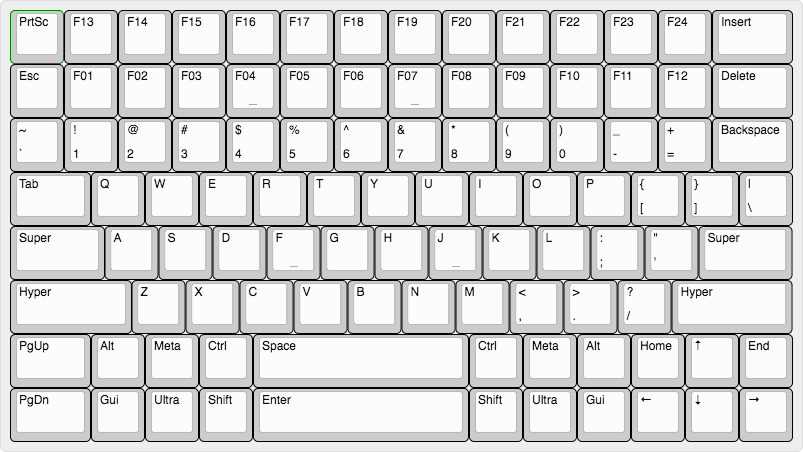 PrtSc F13 F14 F15 F16 F17 F18 F19 F20 F21 F22 F23 F24 Insert
Esc F01 F02 F03 F04 F05 F06 F07 F08 F09 F10 F11 F12 Delete
_ _
~ ! @ # $ % ^ & * ( ) _ + Backspace
` 1 2 3 4 5 6 7 8 9 0 - =
Tab Q W E R T Y U I O P { } |
[ ] \
Super A S D F G H J K L : " Super
_ _ ; '
Hyper Z X C V B N M < > ? Hyper
, . /
PgUp Alt Meta Ctrl Space Ctrl Meta Alt Home ↑ End
PgDn Gui Ultra Shift Enter Shift Ultra Gui ← ↓ →